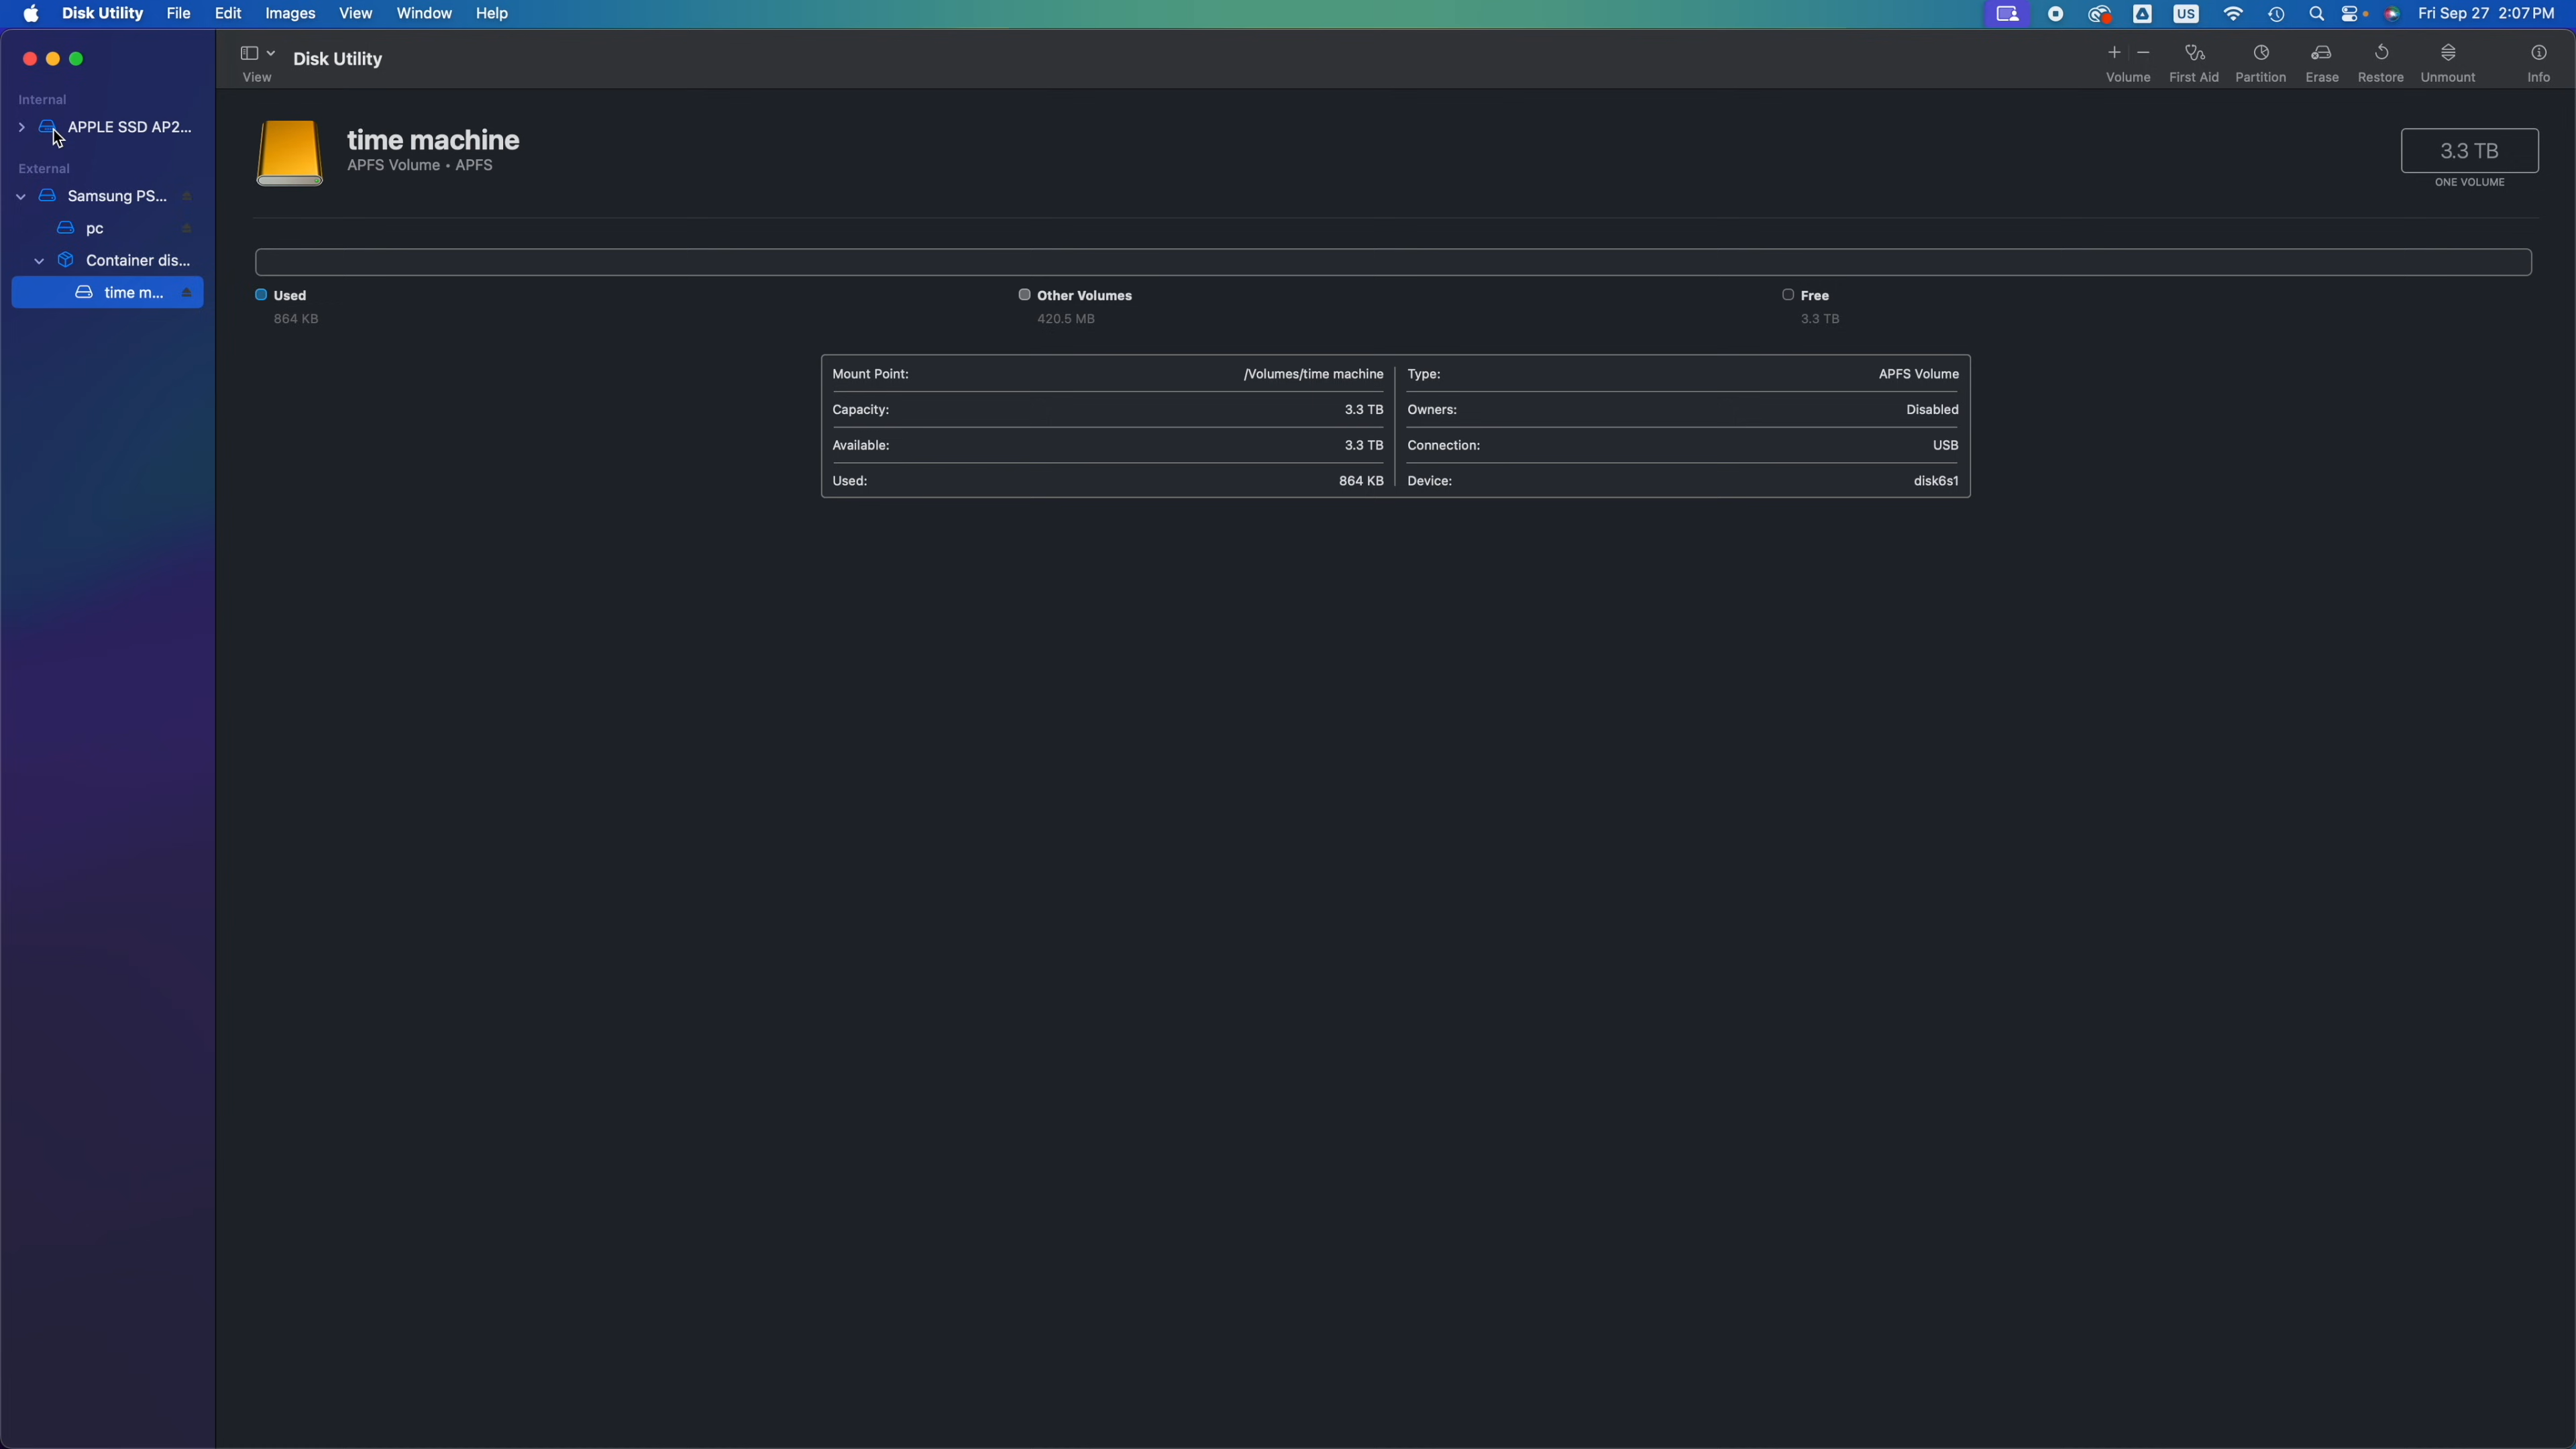 Disk Utility File Edit Images View Window Help US Fri Sep 27 2:07 PM
View Disk Utility Volume First Aid Partition Erase Restore Unmount Info
Internal
APPLE SSD AP2...
External
Samsung PS...
pc
Container dis...
time m...
time machine
APFS Volume • APFS
3.3 TB
ONE VOLUME
Used Other Volumes Free
864 KB 420.5 MB 3.3 TB
Mount Point: /Volumes/time machine Type: APFS Volume
Capacity: 3.3 TB Owners: Disabled
Available: 3.3 TB Connection: USB
Used: 864 KB Device: disk6s1